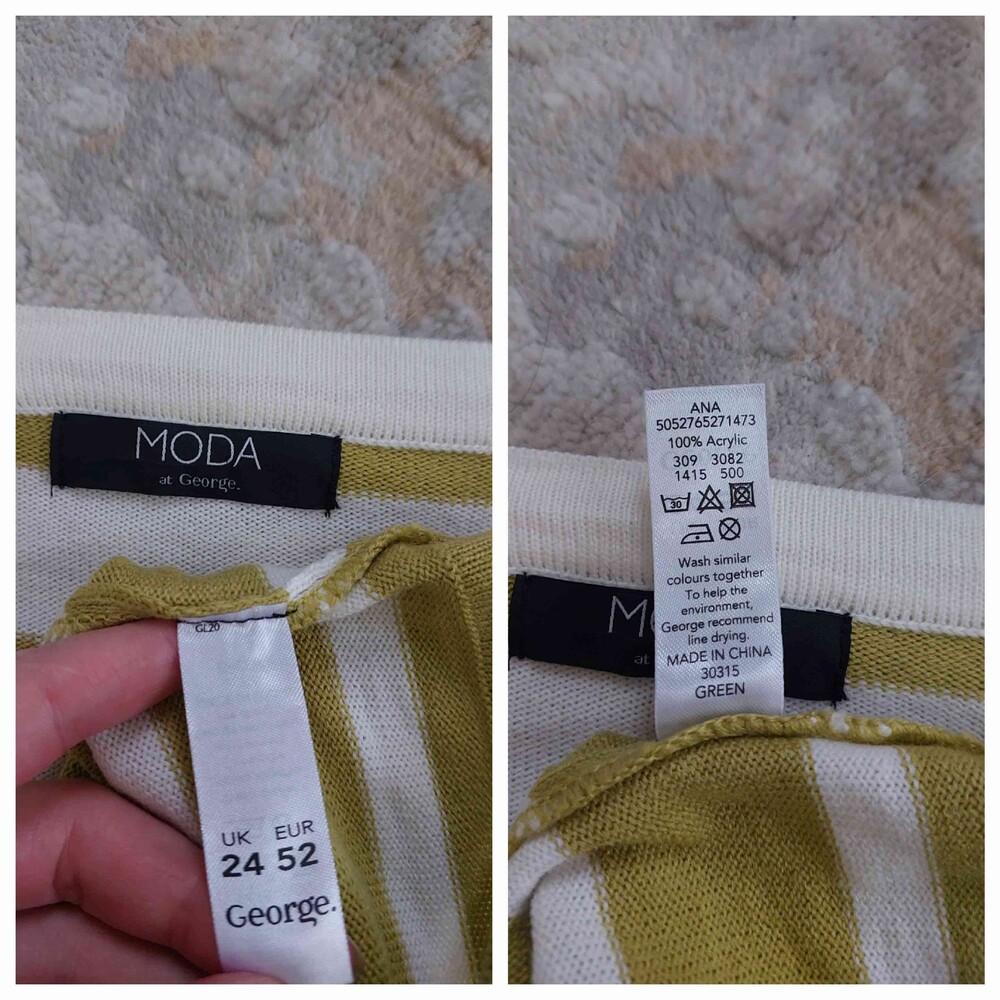 MODA
at George.
GL20
UK EUR
24 52
George.
ANA
5052765271473
100% Acrylic
309 3082
1415 500
30
Wash similar
colours together
To help the
environment,
George recommend
line drying.
MADE IN CHINA
30315
GREEN
M
at